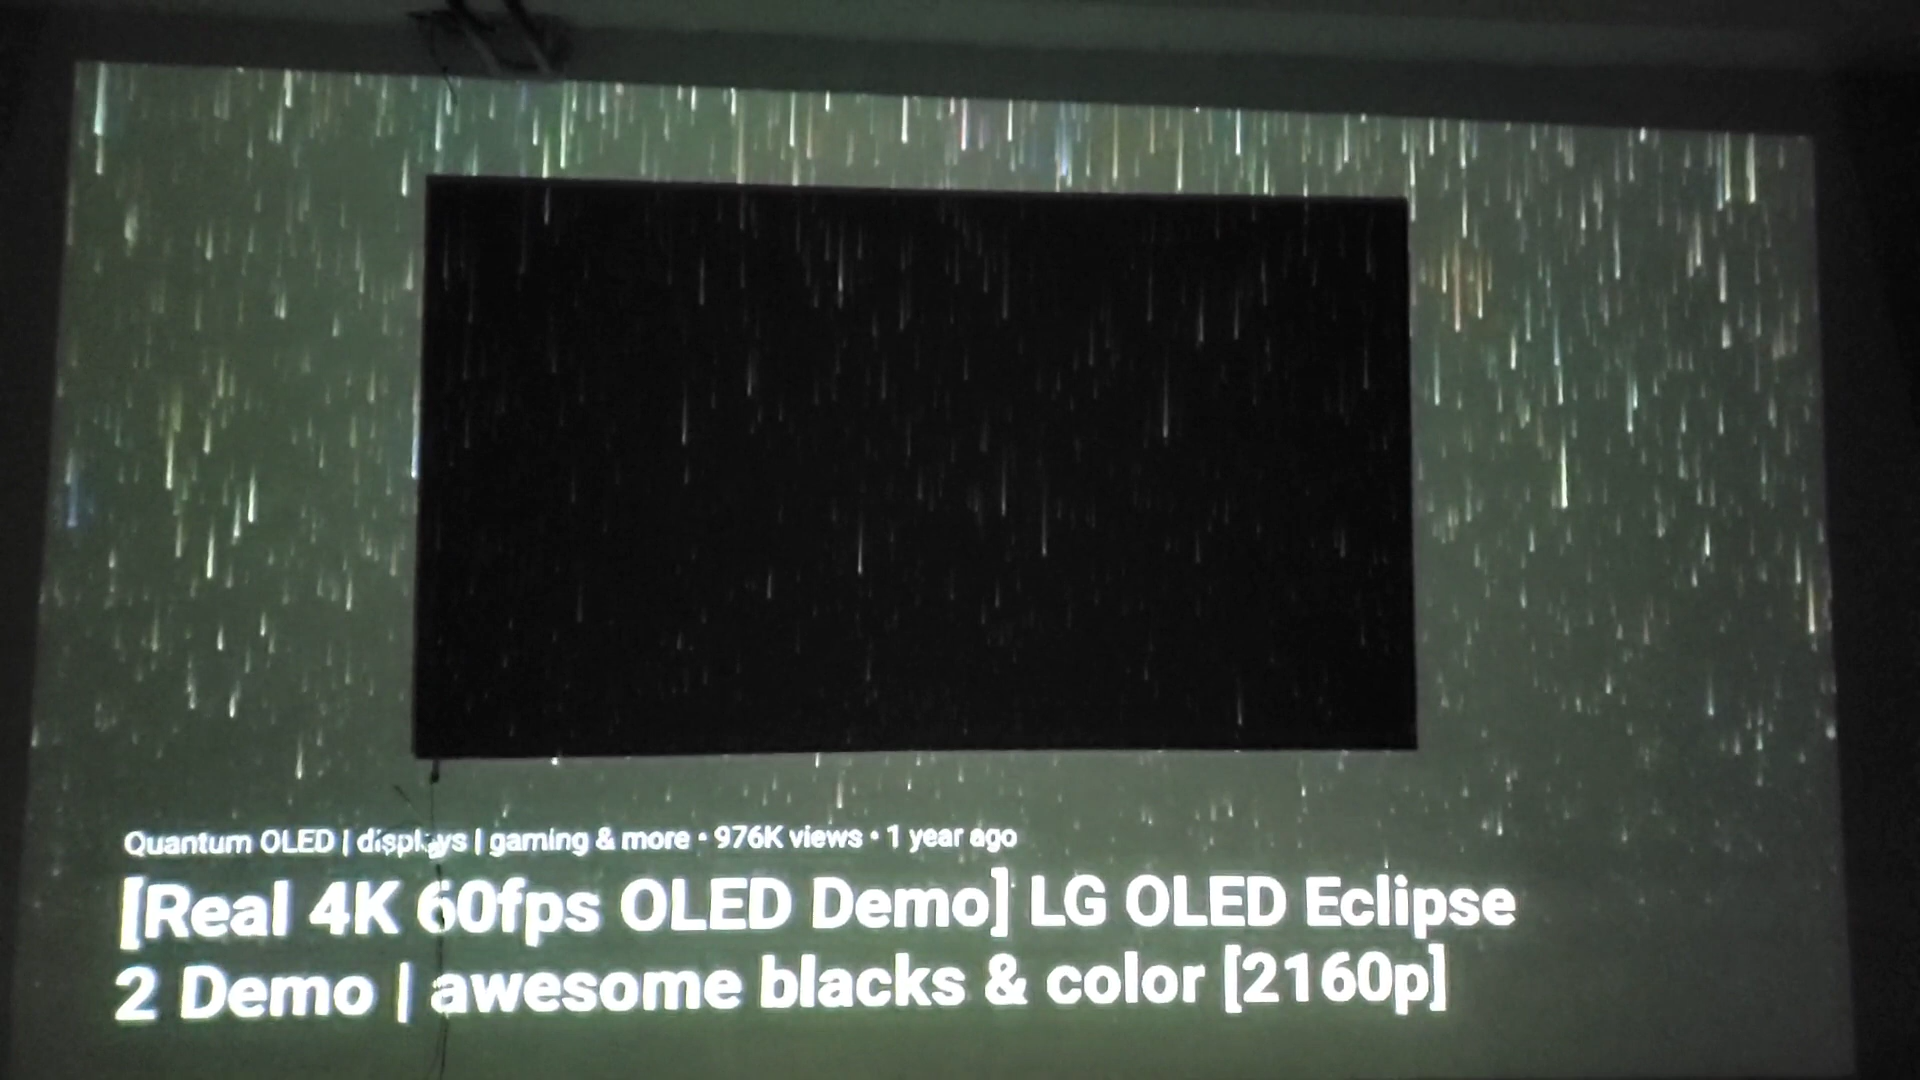 Quantum OLED | displays | gaming & more • 976K views • 1 year ago
[Real 4K 60fps OLED Demo] LG OLED Eclipse
2 Demo | awesome blacks & color [2160p]